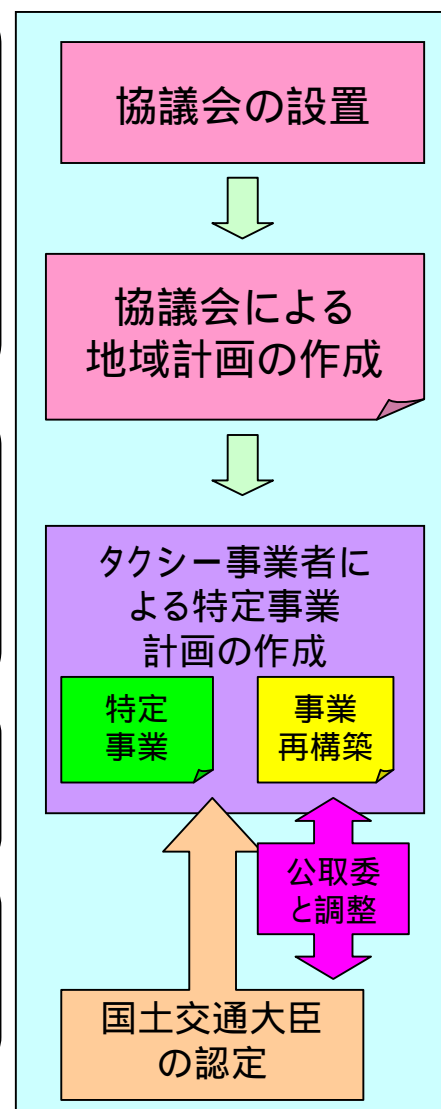 協議会の設置
協議会による
地域計画の作成
タクシー事業者に
よる特定事業
計画の作成
特定
事業
事業
再構築
公取委
と調整
国土交通大臣
の認定